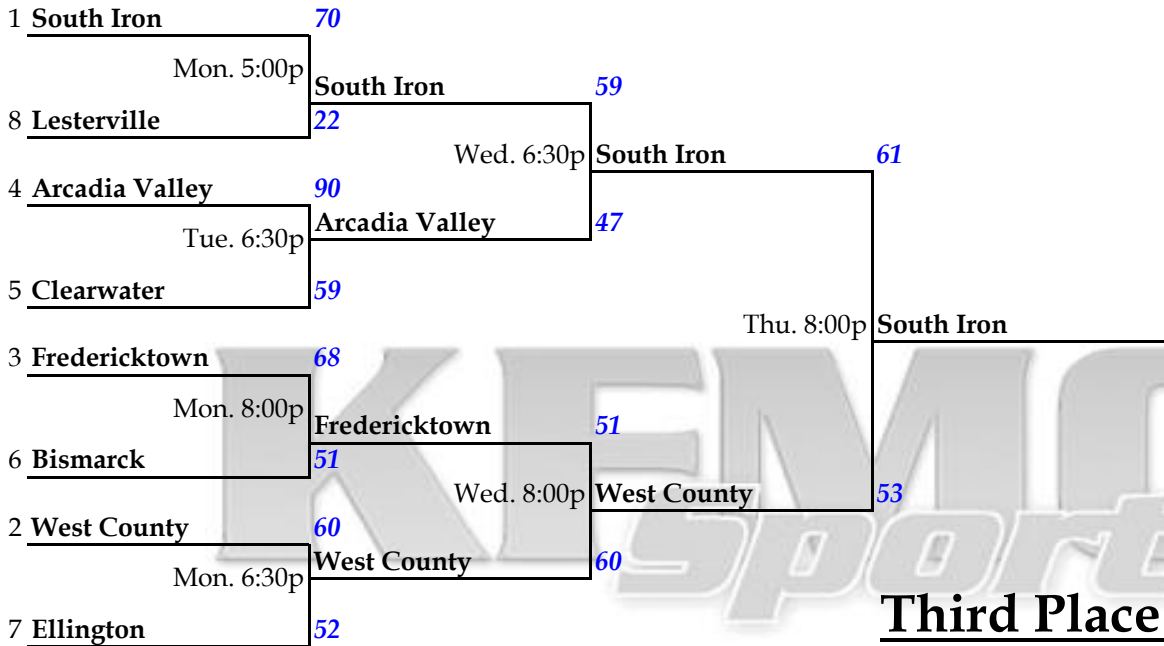 1 South Iron 70
Mon. 5:00p
South Iron 59
8 Lesterville 22
Wed. 6:30p South Iron 61
4 Arcadia Valley 90
Arcadia Valley 47
Tue. 6:30p
5 Clearwater 59
Thu. 8:00p South Iron
3 Fredericktown 68
Mon. 8:00p
Fredericktown 51
6 Bismarck 51
Wed. 8:00p West County 53
2 West County 60
West County 60
Mon. 6:30p
7 Ellington 52
Third Place